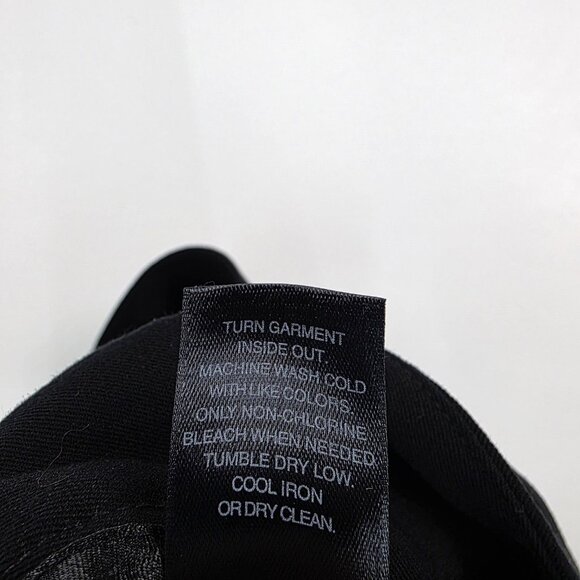 TURN GARMENT
INSIDE OUT.
MACHINE WASH COLD
WITH LIKE COLORS.
ONLY NON-CHLORINE
BLEACH WHEN NEEDED.
TUMBLE DRY LOW.
COOL IRON
OR DRY CLEAN.